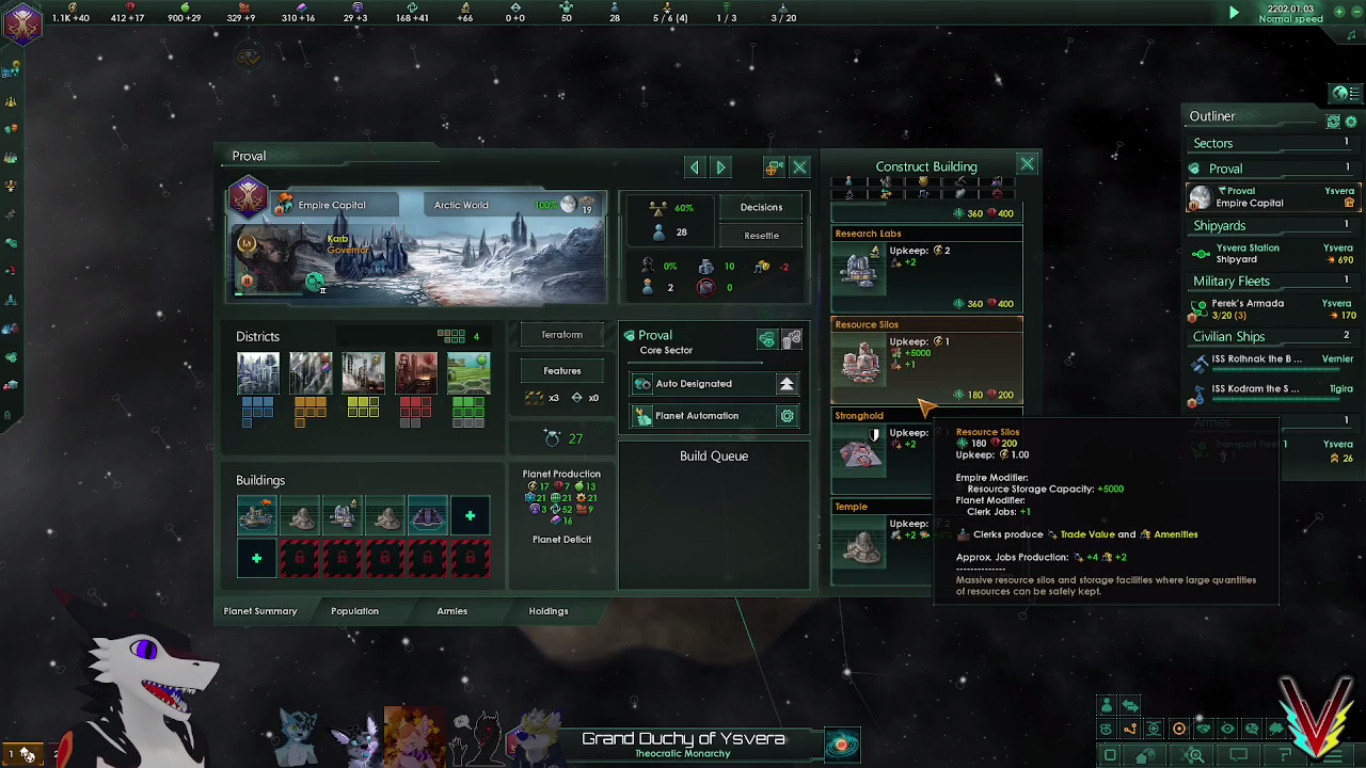 1.1K +40
412 +17
900 +29
329 +9
310 +16
29 +3
168 +41
+66
0 +0
50
28
5 / 6 (4)
1 / 3
3 / 20
2202.01.03
Normal speed
Proval
Empire Capital
Arctic World
100%
19
Karb
Governor
II
60%
28
Decisions
Resettle
0%
10
-2
2
0
Districts
4
Terraform
Features
x3
x0
27
Proval
Core Sector
Auto Designated
Planet Automation
Build Queue
Buildings
Planet Production
17 7 13
21 21 21
3 52 9
16
Planet Deficit
Planet Summary
Population
Armies
Holdings
Construct Building
360 400
Research Labs
Upkeep: 2
+2
360 400
Resource Silos
Upkeep: 1
+5000
+1
180 200
Stronghold
Upkeep:
+2
Temple
Upkeep: 2
+2
Resource Silos
180 200
Upkeep: 1.00
Empire Modifier:
Resource Storage Capacity: +5000
Planet Modifier:
Clerk Jobs: +1
Clerks produce Trade Value and Amenities
Approx. Jobs Production: +4 +2
--------------
Massive resource silos and storage facilities where large quantities
of resources can be safely kept.
Outliner
Sectors
1
Proval
1
Proval
Ysvera
Empire Capital
Shipyards
1
Ysvera Station
Ysvera
Shipyard
690
Military Fleets
1
Perek's Armada
Ysvera
3/20 (3)
170
Civilian Ships
2
ISS Rothnak the B ...
Vernier
ISS Kodram the S ...
Tigira
Armies
1
Transport Fleet
1
Ysvera
26
Grand Duchy of Ysvera
Theocratic Monarchy
1
V